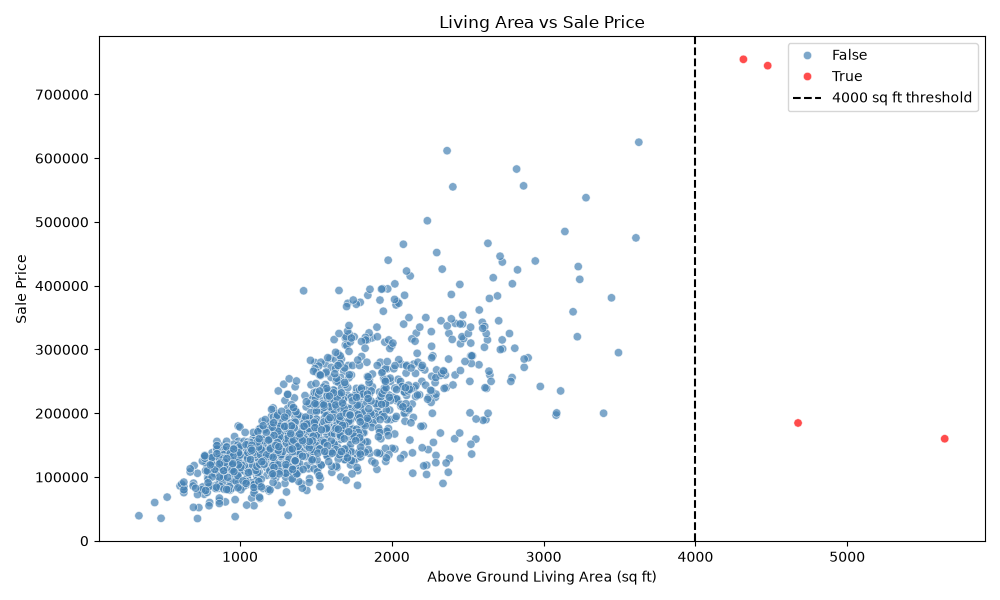 Living Area vs Sale Price
False
True
4000 sq ft threshold
Sale Price
700000
600000
500000
400000
300000
200000
100000
0
1000
2000
3000
4000
5000
Above Ground Living Area (sq ft)